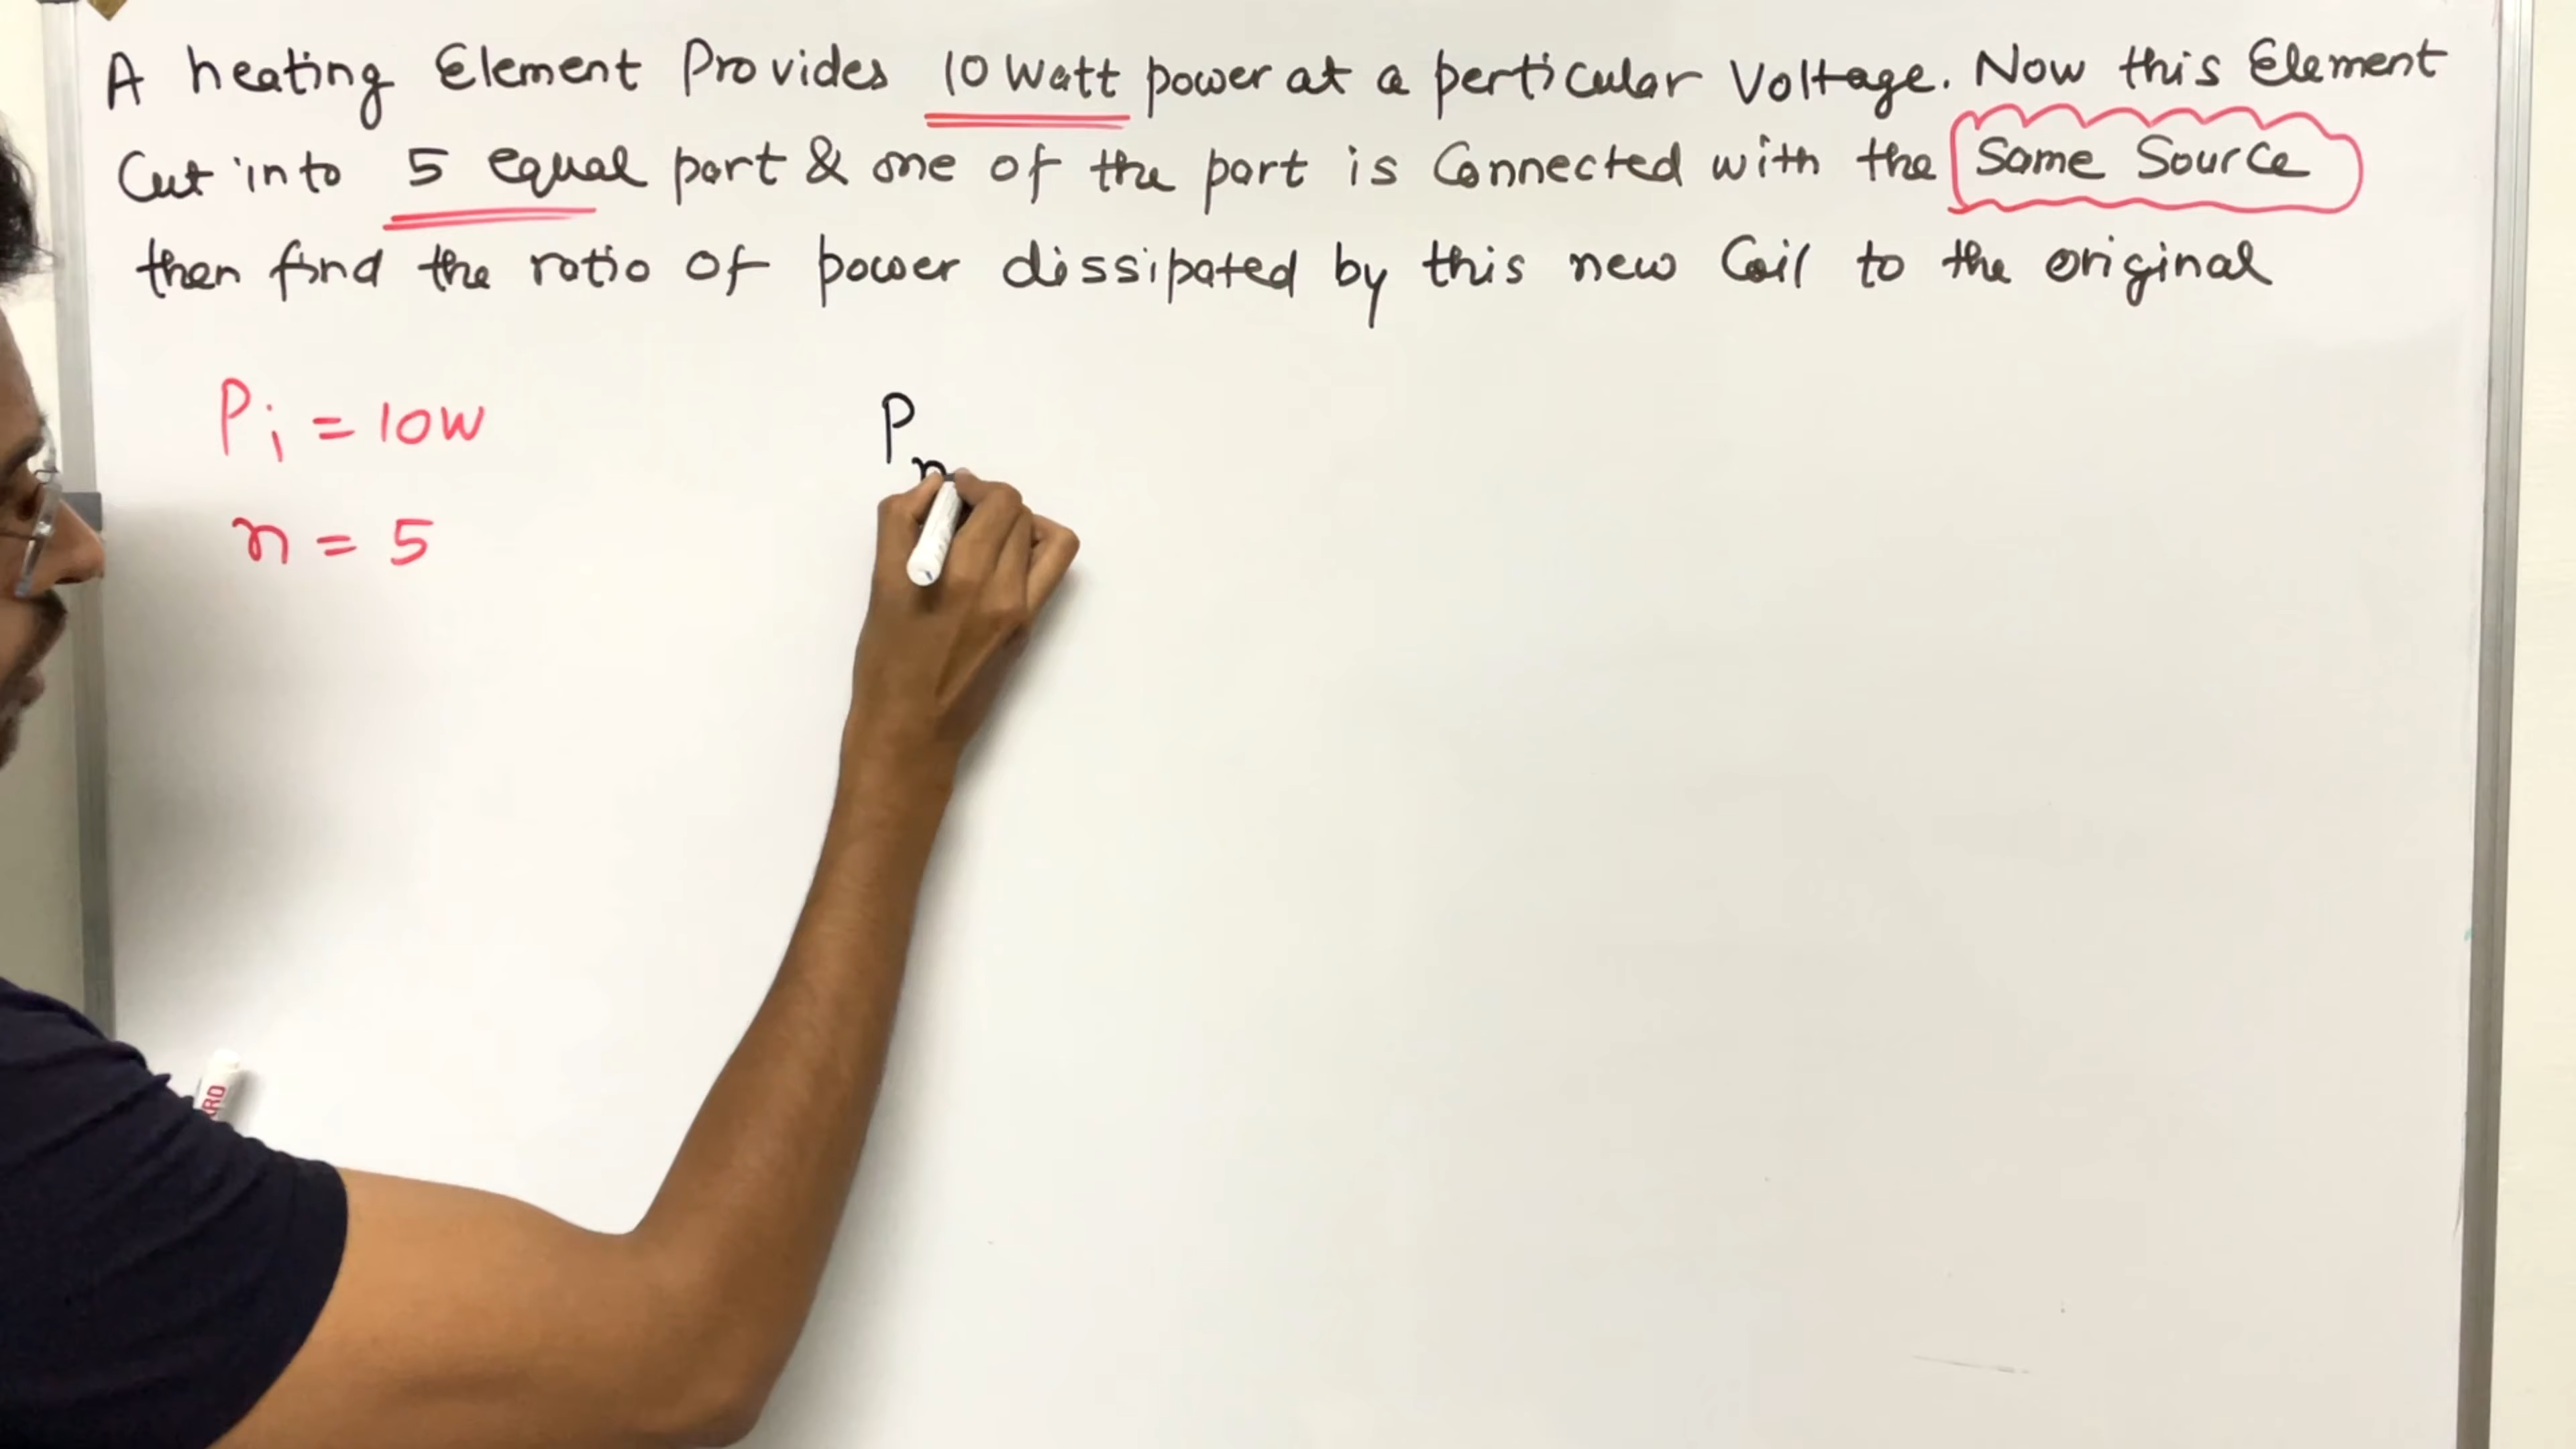 A heating Element Provides 10 Watt power at a perticular Voltage. Now this Element
Cut into 5 equal part & one of the part is Connected with the Same Source
then find the ratio of power dissipated by this new Coil to the original
Pi = 10W
Pn
n = 5